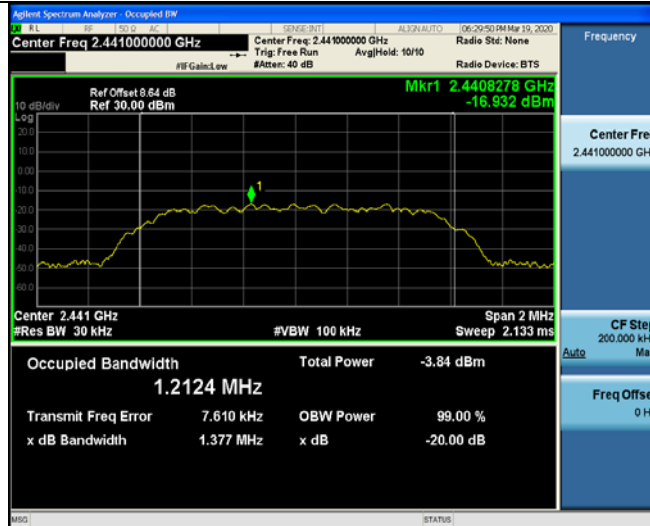 Agilent Spectrum Analyzer - Occupied BW
RL RF 50 Ω AC SENSE:INT ALIGN AUTO 06:29:50 PM Mar 19, 2020
Center Freq 2.441000000 GHz
Center Freq: 2.441000000 GHz
Radio Std: None
Trig: Free Run Avg|Hold: 10/10
#IFGain:Low
#Atten: 40 dB
Radio Device: BTS
Frequency
Ref Offset 8.64 dB
Mkr1 2.4408278 GHz
10 dB/div Ref 30.00 dBm
-16.932 dBm
Log
20.0
10.0
0.00
-10.0
1
-20.0
-30.0
-40.0
-50.0
-60.0
Center 2.441 GHz
Span 2 MHz
#Res BW 30 kHz
#VBW 100 kHz
Sweep 2.133 ms
Occupied Bandwidth
Total Power -3.84 dBm
1.2124 MHz
Transmit Freq Error 7.610 kHz
OBW Power 99.00 %
x dB Bandwidth 1.377 MHz
x dB -20.00 dB
Center Fre
2.441000000 GH
CF Ste
200.000 kH
Auto Ma
Freq Offse
0 H
MSG
STATUS